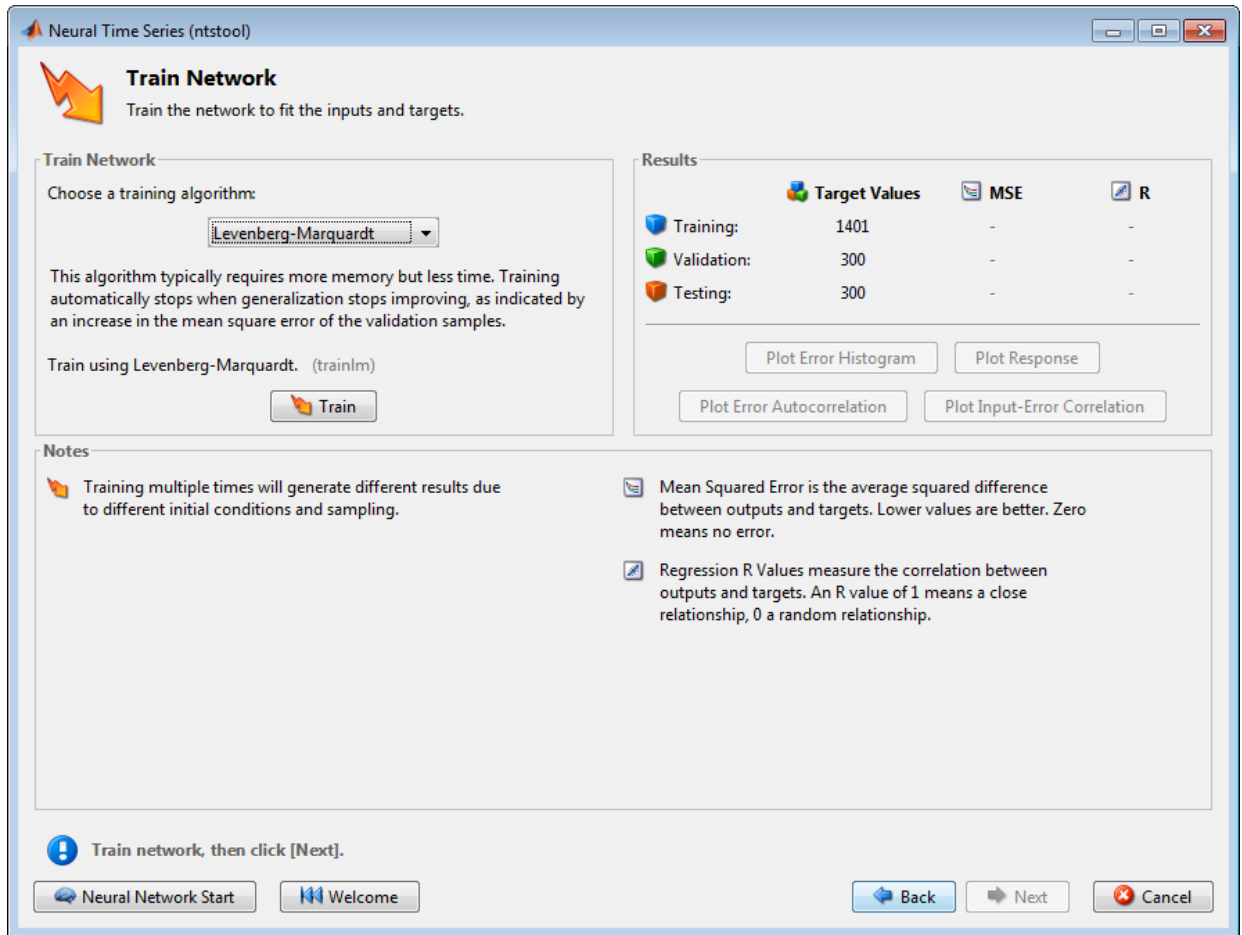 Neural Time Series (ntstool)
Train Network
Train the network to fit the inputs and targets.
Train Network
Choose a training algorithm:
Levenberg-Marquardt
This algorithm typically requires more memory but less time. Training
automatically stops when generalization stops improving, as indicated by
an increase in the mean square error of the validation samples.
Train using Levenberg-Marquardt. (trainlm)
Train
Results
Target Values MSE R
Training: 1401 - -
Validation: 300 - -
Testing: 300 - -
Plot Error Histogram Plot Response
Plot Error Autocorrelation Plot Input-Error Correlation
Notes
Training multiple times will generate different results due
to different initial conditions and sampling.
Mean Squared Error is the average squared difference
between outputs and targets. Lower values are better. Zero
means no error.
Regression R Values measure the correlation between
outputs and targets. An R value of 1 means a close
relationship, 0 a random relationship.
Train network, then click [Next].
Neural Network Start Welcome Back Next Cancel